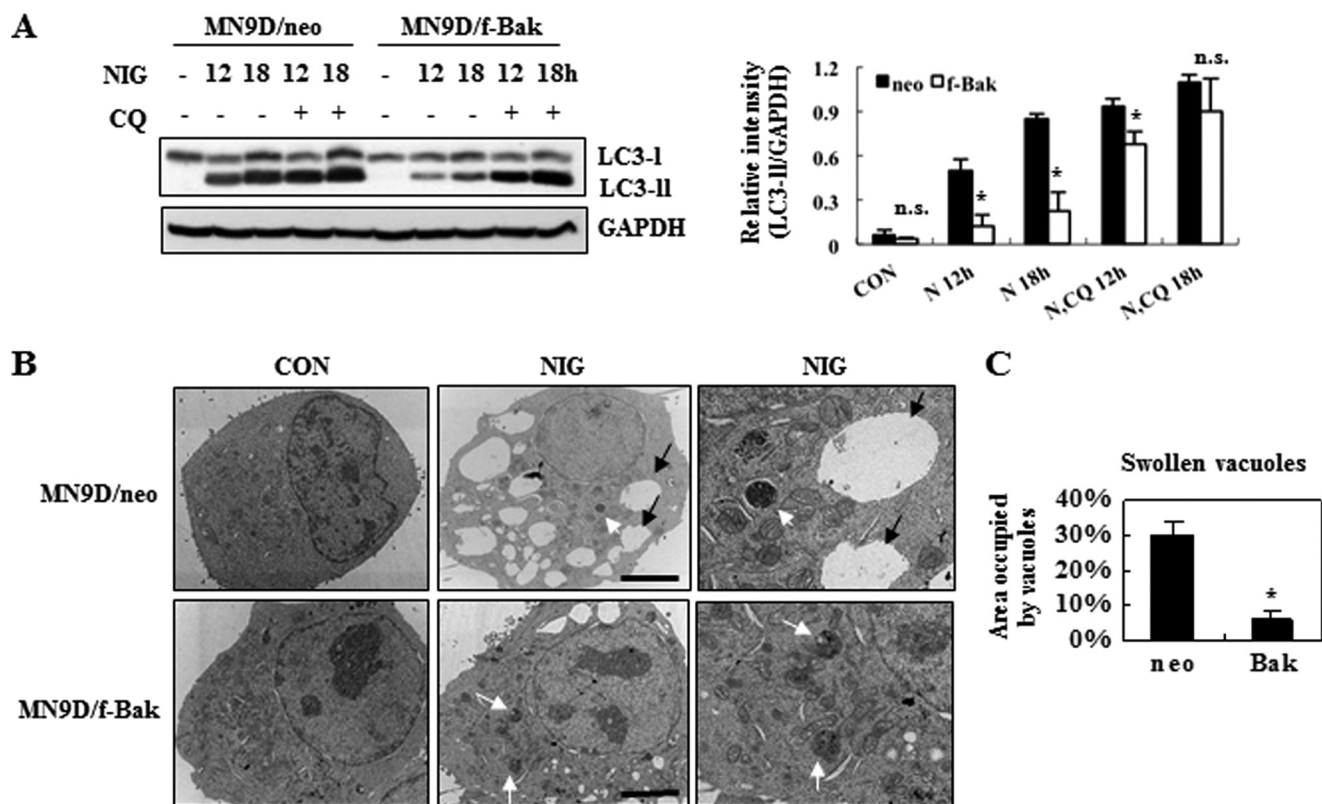 A
MN9D/neo MN9D/f-Bak
NIG - 12 18 12 18 - 12 18 12 18h
CQ - - - + + - - - + +
LC3-I
LC3-II
GAPDH
Relative intensity
(LC3-II/GAPDH)
1.2
0.9
0.6
0.3
0
neo f-Bak
n.s.
*
*
*
n.s.
CON N 12h N 18h N,CQ 12h N,CQ 18h
B
CON NIG NIG
MN9D/neo
MN9D/f-Bak
C
Swollen vacuoles
Area occupied
by vacuoles
40%
30%
20%
10%
0%
*
neo Bak